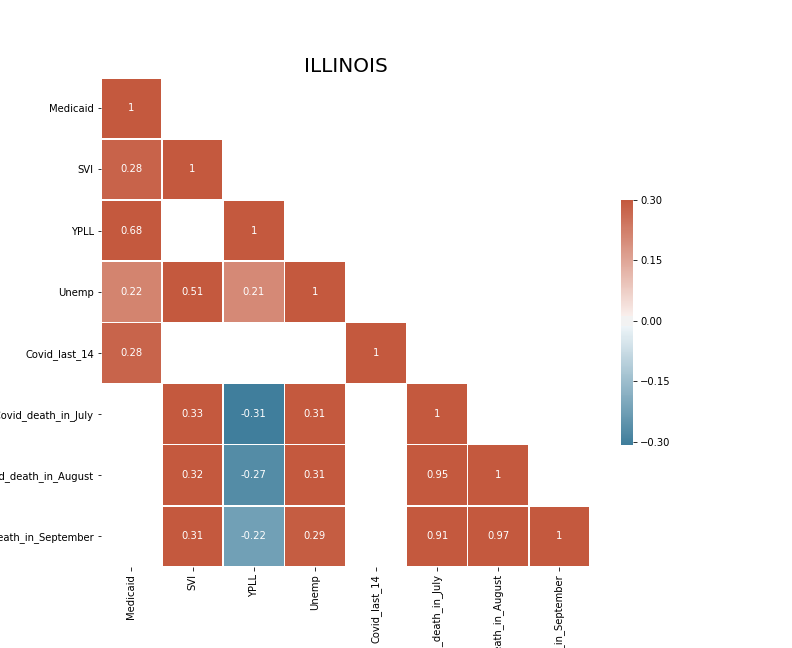 ILLINOIS
Medicaid 1
SVI 0.28 1
YPLL 0.68 1
Unemp 0.22 0.51 0.21 1
Covid_last_14 0.28 1
ovid_death_in_July 0.33 -0.31 0.31 1
d_death_in_August 0.32 -0.27 0.31 0.95 1
eath_in_September 0.31 -0.22 0.29 0.91 0.97 1
Medicaid
SVI
YPLL
Unemp
Covid_last_14
_death_in_July
eath_in_August
_in_September
0.30
0.15
0.00
−0.15
−0.30